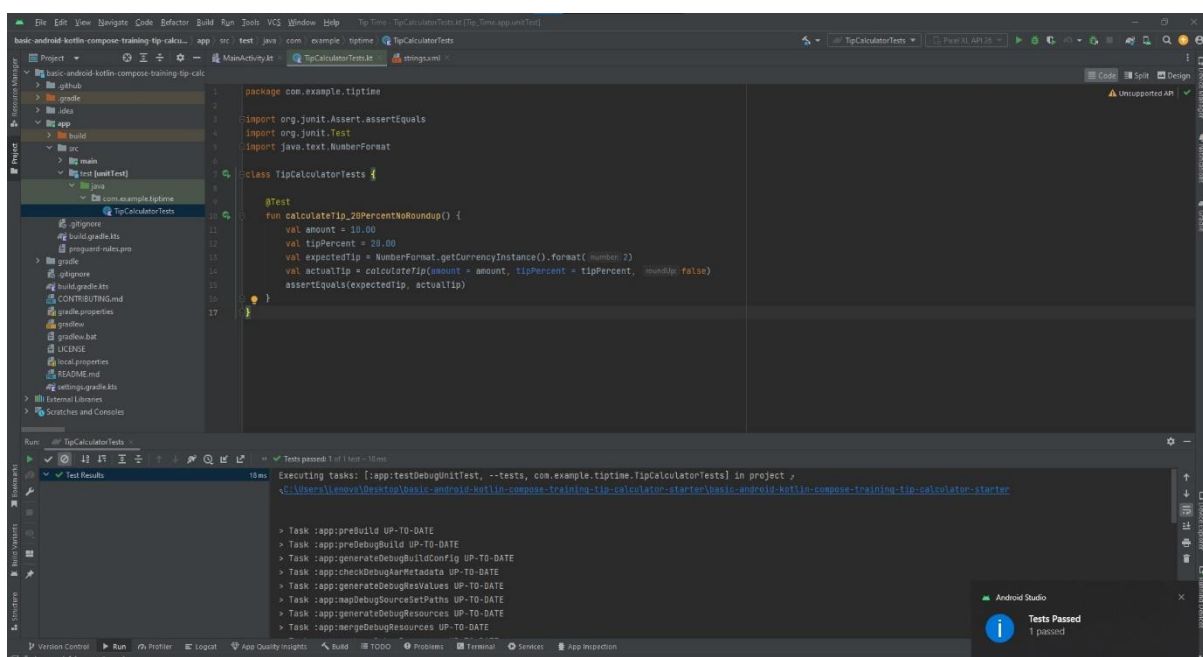 File Edit View Navigate Code Refactor Build Run Tools VCS Window Help Tip Time - TipCalculatorTests.kt [Tip_Time.app.unitTest]
basic-android-kotlin-compose-training-tip-calcu... app src test java com example tiptime TipCalculatorTests
TipCalculatorTests
Project
MainActivity.kt TipCalculatorTests.kt strings.xml
Code Split Design
Resource Manager
Project
basic-android-kotlin-compose-training-tip-calc
.github
.gradle
.idea
app
build
src
main
test [unitTest]
java
com.example.tiptime
TipCalculatorTests
.gitignore
build.gradle.kts
proguard-rules.pro
gradle
.gitignore
build.gradle.kts
CONTRIBUTING.md
gradle.properties
gradlew
gradlew.bat
LICENSE
local.properties
README.md
settings.gradle.kts
External Libraries
Scratches and Consoles
Unsupported API
1 package com.example.tiptime
2
3 import org.junit.Assert.assertEquals
4 import org.junit.Test
5 import java.text.NumberFormat
6
7 class TipCalculatorTests {
8
9 @Test
10 fun calculateTip_20PercentNoRoundup() {
11 val amount = 10.00
12 val tipPercent = 20.00
13 val expectedTip = NumberFormat.getCurrencyInstance().format( number: 2)
14 val actualTip = calculateTip(amount = amount, tipPercent = tipPercent, roundUp: false)
15 assertEquals(expectedTip, actualTip)
16 }
17 }
Run: TipCalculatorTests
Tests passed: 1 of 1 test – 18 ms
Test Results 18 ms
Executing tasks: [:app:testDebugUnitTest, --tests, com.example.tiptime.TipCalculatorTests] in project
C:\Users\Lenovo\Desktop\basic-android-kotlin-compose-training-tip-calculator-starter\basic-android-kotlin-compose-training-tip-calculator-starter
> Task :app:preBuild UP-TO-DATE
> Task :app:preDebugBuild UP-TO-DATE
> Task :app:generateDebugBuildConfig UP-TO-DATE
> Task :app:checkDebugAarMetadata UP-TO-DATE
> Task :app:generateDebugResValues UP-TO-DATE
> Task :app:mapDebugSourceSetPaths UP-TO-DATE
> Task :app:generateDebugResources UP-TO-DATE
> Task :app:mergeDebugResources UP-TO-DATE
Bookmarks
Build Variants
Structure
Android Studio
Tests Passed
1 passed
Version Control Run Profiler Logcat App Quality Insights Build TODO Problems Terminal Services App Inspection